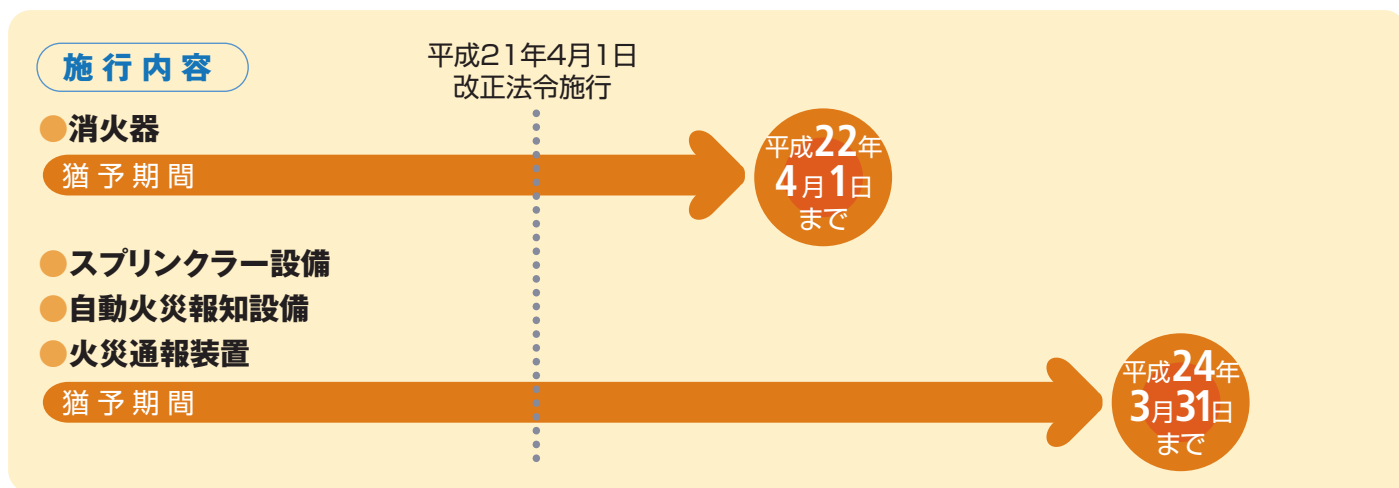 施行内容
平成21年4月1日
改正法令施行
●消火器
猶予期間
平成22年
4月1日
まで
●スプリンクラー設備
●自動火災報知設備
●火災通報装置
猶予期間
平成24年
3月31日
まで